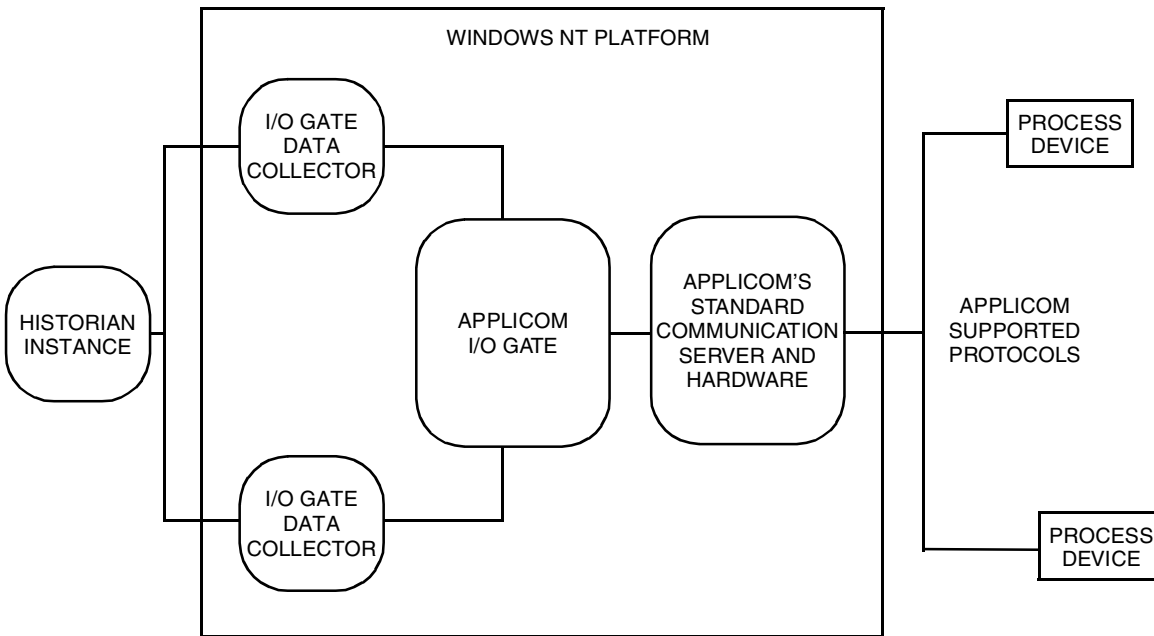 WINDOWS NT PLATFORM
I/O GATE
DATA
COLLECTOR
PROCESS
DEVICE
HISTORIAN
INSTANCE
APPLICOM
I/O GATE
APPLICOM’S
STANDARD
COMMUNICATION
SERVER AND
HARDWARE
APPLICOM
SUPPORTED
PROTOCOLS
I/O GATE
DATA
COLLECTOR
PROCESS
DEVICE